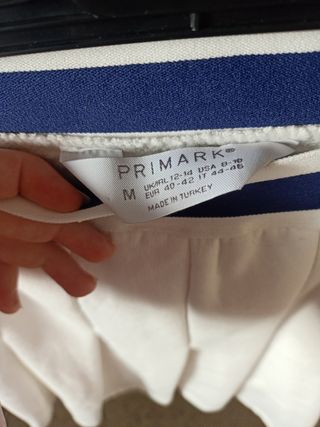 PRIMARK®
M
UK/IRL 12-14 USA 8-10
EUR 40-42 IT 44-46
MADE IN TURKEY